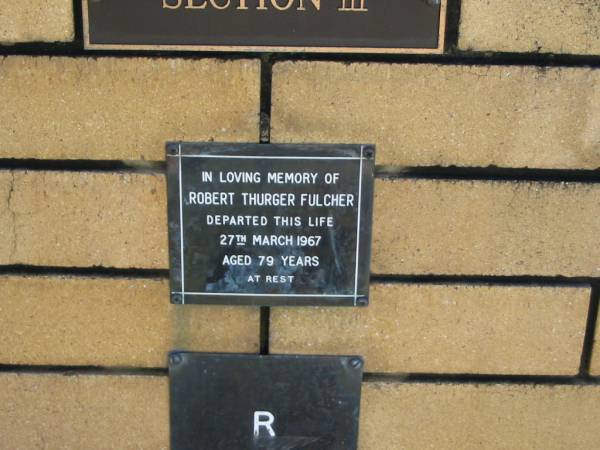 SECTION III
IN LOVING MEMORY OF
ROBERT THURGER FULCHER
DEPARTED THIS LIFE
27TH MARCH 1967
AGED 79 YEARS
AT REST
R